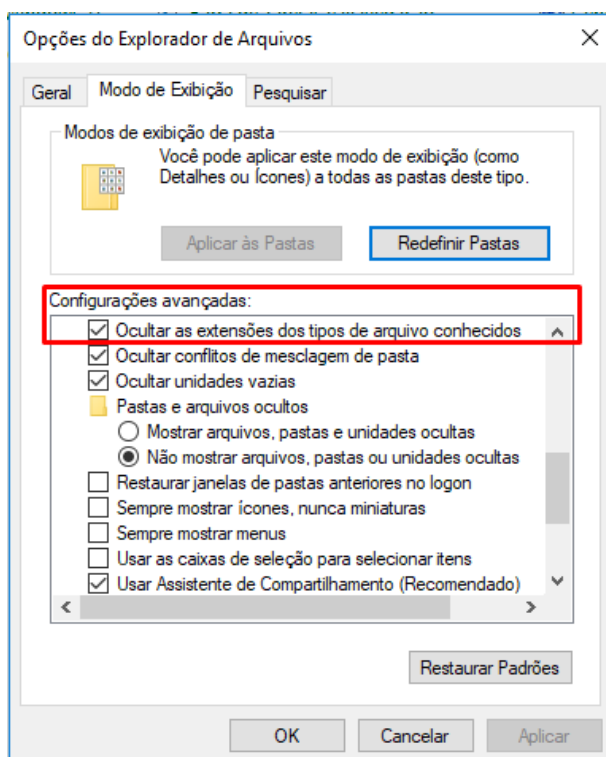 Opções do Explorador de Arquivos
Geral
Modo de Exibição
Pesquisar
Modos de exibição de pasta
Você pode aplicar este modo de exibição (como
Detalhes ou Ícones) a todas as pastas deste tipo.
Aplicar às Pastas
Redefinir Pastas
Configurações avançadas:
Ocultar as extensões dos tipos de arquivo conhecidos
Ocultar conflitos de mesclagem de pasta
Ocultar unidades vazias
Pastas e arquivos ocultos
Mostrar arquivos, pastas e unidades ocultas
Não mostrar arquivos, pastas ou unidades ocultas
Restaurar janelas de pastas anteriores no logon
Sempre mostrar ícones, nunca miniaturas
Sempre mostrar menus
Usar as caixas de seleção para selecionar itens
Usar Assistente de Compartilhamento (Recomendado)
Restaurar Padrões
OK
Cancelar
Aplicar